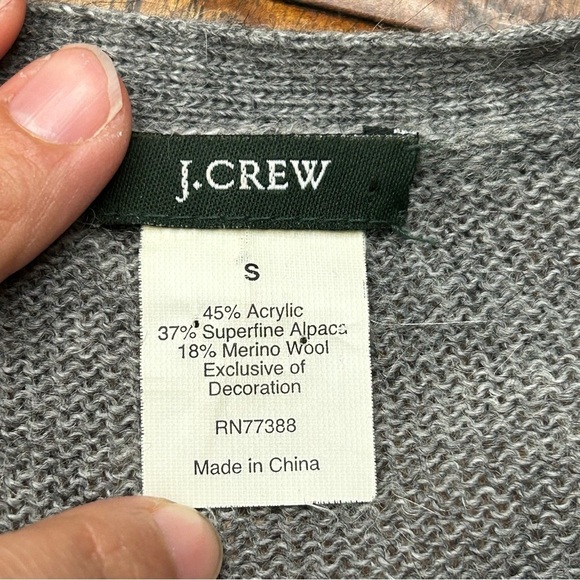 J.CREW
S
45% Acrylic
37% Superfine Alpaca
18% Merino Wool
Exclusive of
Decoration
RN77388
Made in China